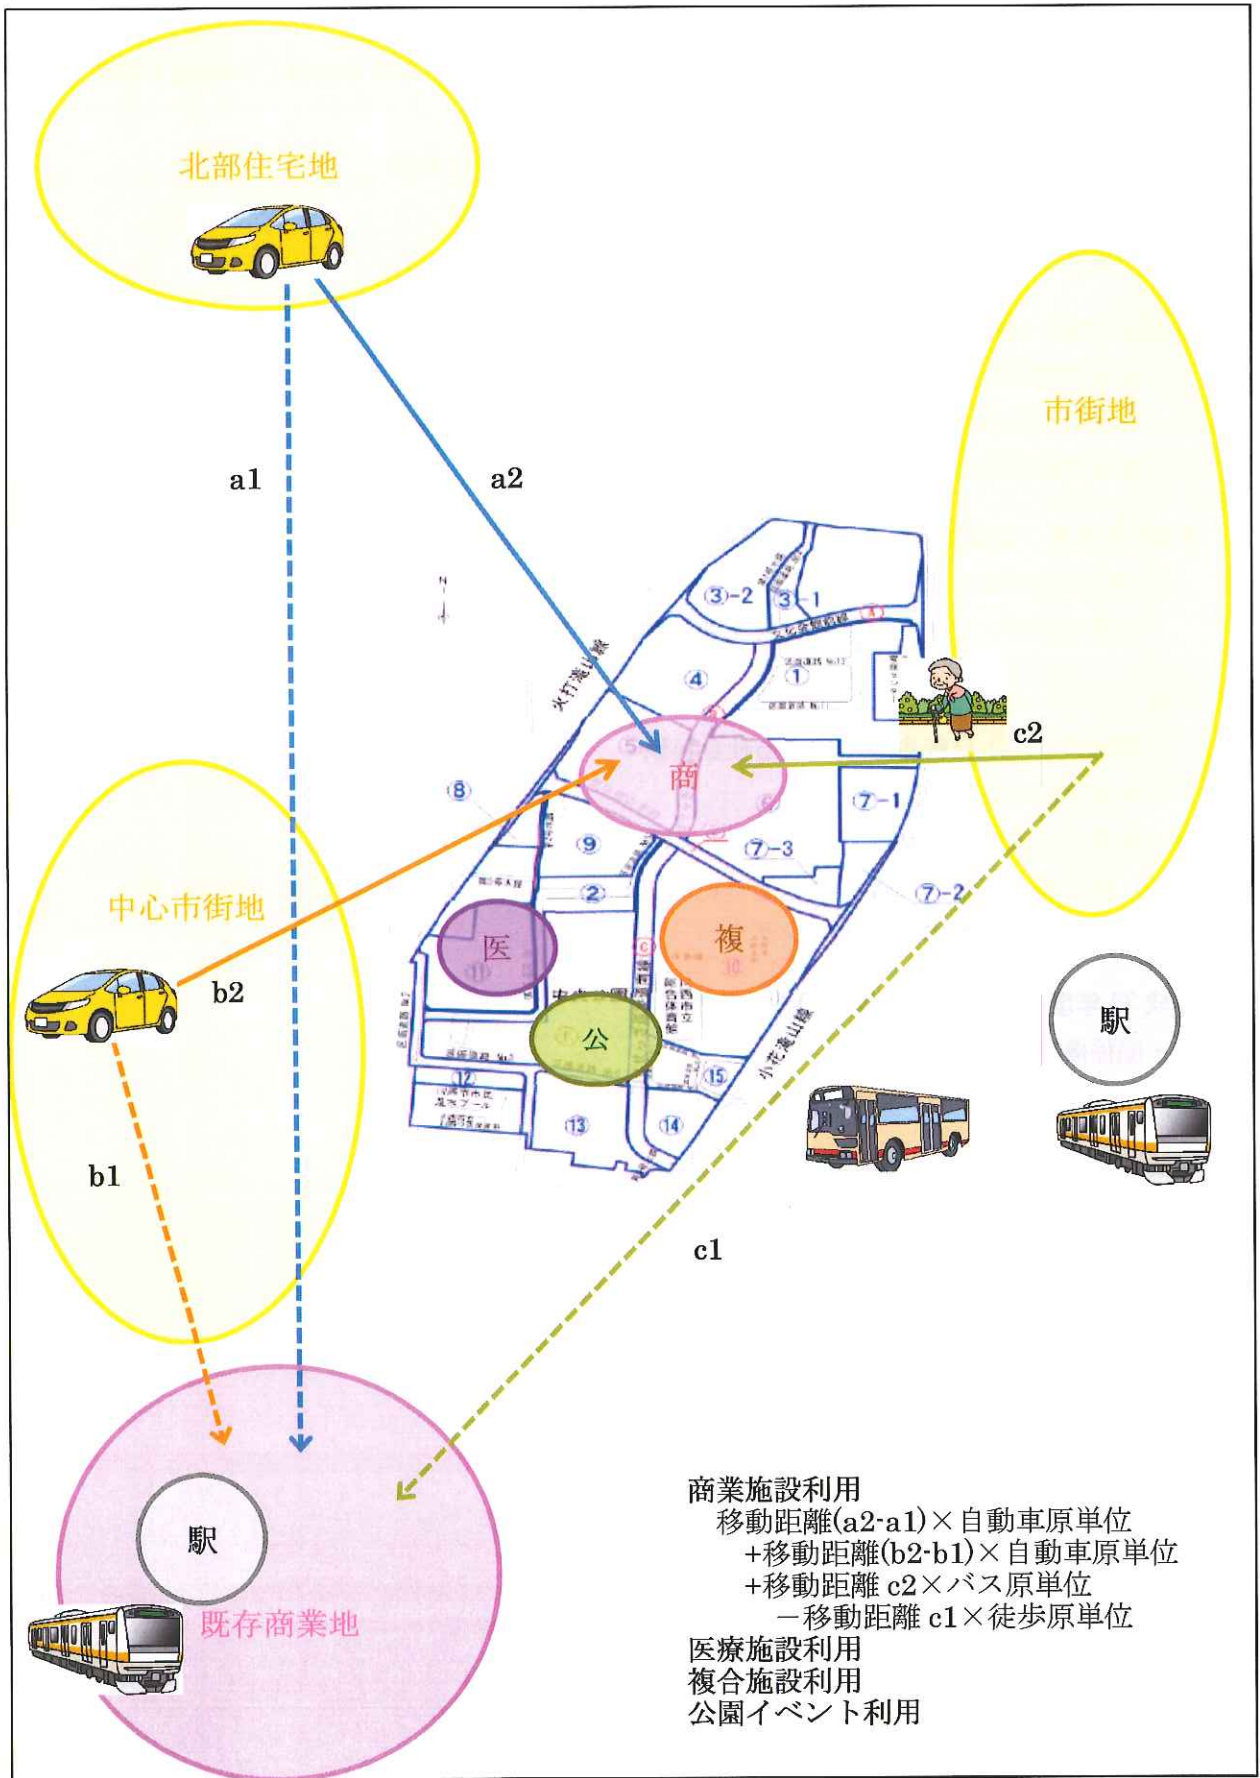 北部住宅地
市街地
a1
a2
③-2
③-1
④
①
火打滝山線
c2
商
⑤
⑥
⑦-1
⑧
⑨
⑦-3
②
⑦-2
中心市街地
医
複
b2
公
駅
小花滝山線
⑫
⑮
⑬
⑭
b1
c1
駅
既存商業地
商業施設利用
移動距離(a2-a1)×自動車原単位
+移動距離(b2-b1)×自動車原単位
+移動距離 c2×バス原単位
－移動距離 c1×徒歩原単位
医療施設利用
複合施設利用
公園イベント利用